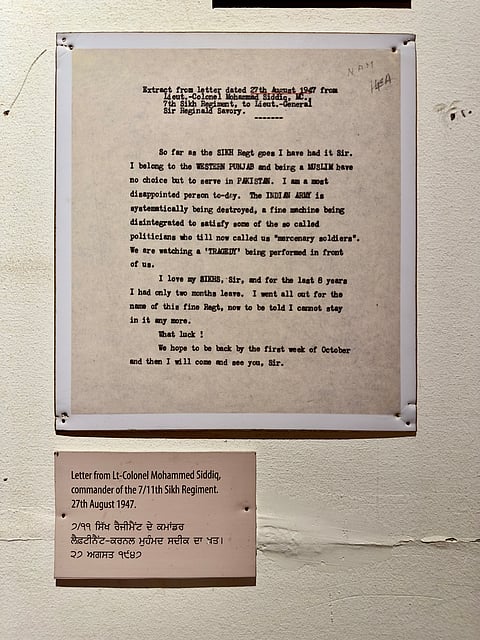 NAM
14A
Extract from letter dated 27th August 1947 from
Lieut.-Colonel Mohammad Siddiq, MC.,
7th Sikh Regiment, to Lieut.-General
Sir Reginald Savory.
So far as the SIKH Regt goes I have had it Sir.
I belong to the WESTERN PUNJAB and being a MUSLIM have
no choice but to serve in PAKISTAN. I am a most
disappointed person to-day. The INDIAN ARMY is
systematically being destroyed, a fine machine being
disintegrated to satisfy some of the so called
politicians who till now called us "mercenary soldiers".
We are watching a 'TRAGEDY' being performed in front
of us.
I love my SIKHS, Sir, and for the last 8 years
I had only two months leave. I went all out for the
name of this fine Regt, now to be told I cannot stay
in it any more.
What luck !
We hope to be back by the first week of October
and then I will come and see you, Sir.
Letter from Lt-Colonel Mohammed Siddiq,
commander of the 7/11th Sikh Regiment.
27th August 1947.
੭/੧੧ ਸਿੱਖ ਰੈਜੀਮੈਂਟ ਦੇ ਕਮਾਂਡਰ
ਲੈਫ਼ਟੀਨੈਂਟ-ਕਰਨਲ ਮੁਹੰਮਦ ਸਦੀਕ ਦਾ ਖ਼ਤ।
੨੭ ਅਗਸਤ ੧੯੪੭